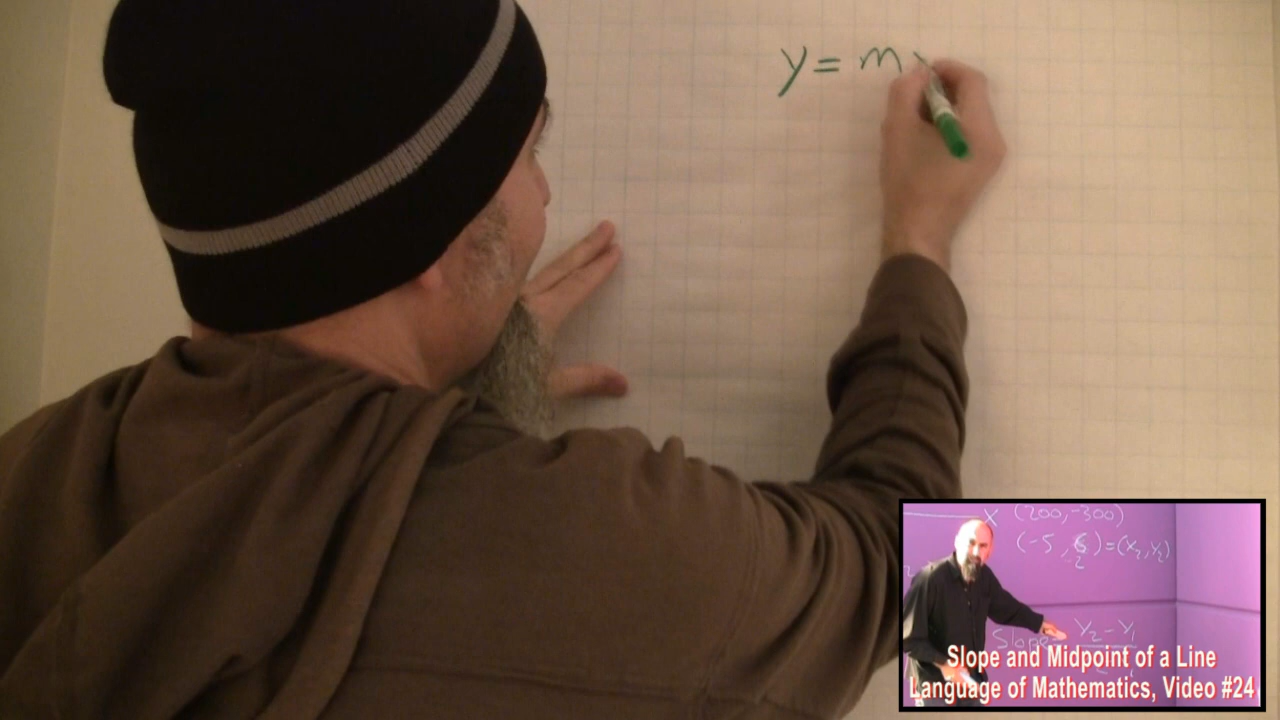 y = mx
x (200,-300)
(-5, 6)=(x₂,y₂)
2
Slope= y₂-y₁
Slope and Midpoint of a Line
Language of Mathematics, Video #24